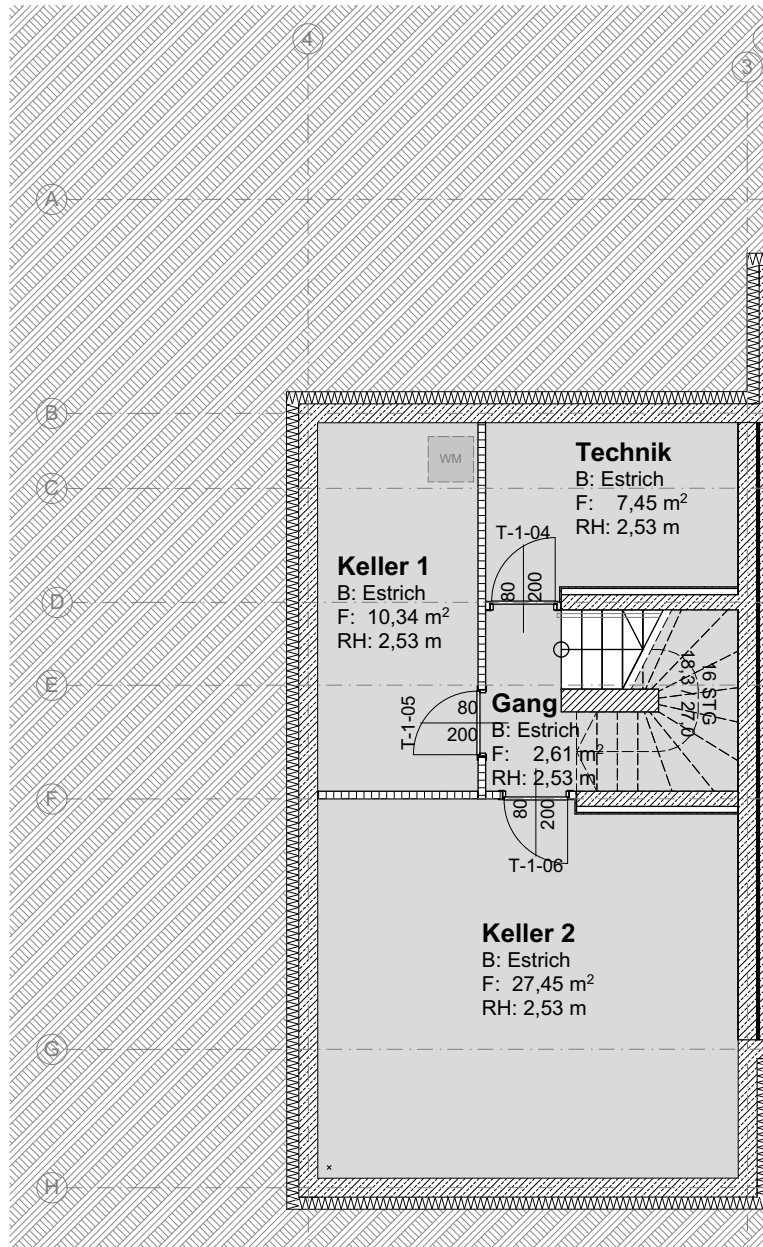 4
3
A
B
C
D
E
F
G
H
WM
Technik
B: Estrich
F: 7,45 m²
RH: 2,53 m
T-1-04
80
200
Keller 1
B: Estrich
F: 10,34 m²
RH: 2,53 m
16 STG
18,3 / 27,0
T-1-05
80
200
Gang
B: Estrich
F: 2,61 m²
RH: 2,53 m
80
200
T-1-06
Keller 2
B: Estrich
F: 27,45 m²
RH: 2,53 m